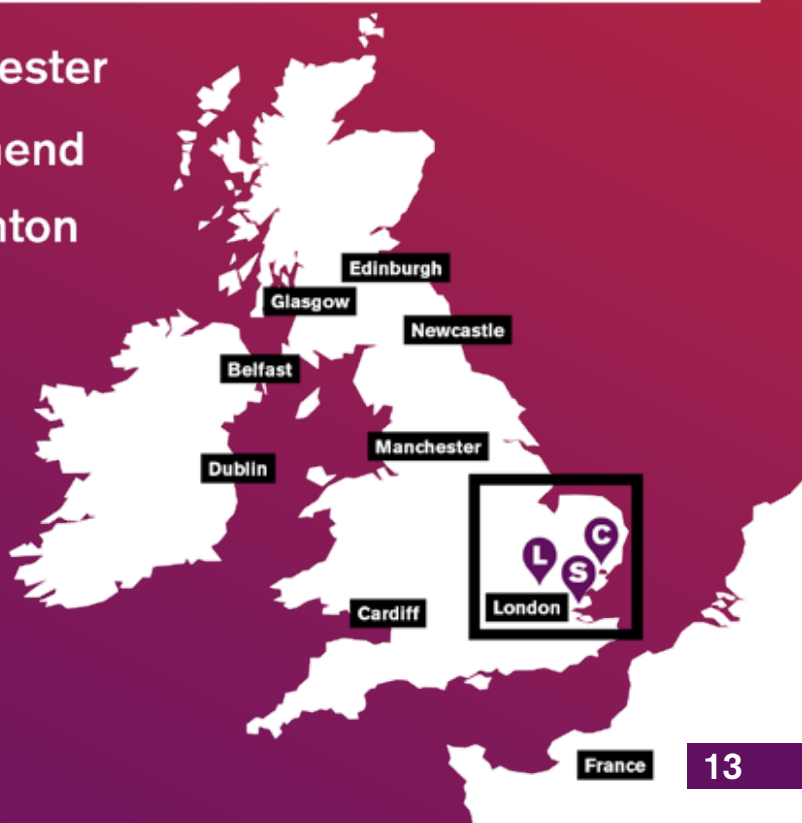 ester
end
nton
Edinburgh
Glasgow
Newcastle
Belfast
Manchester
Dublin
C
L
S
London
Cardiff
France
13